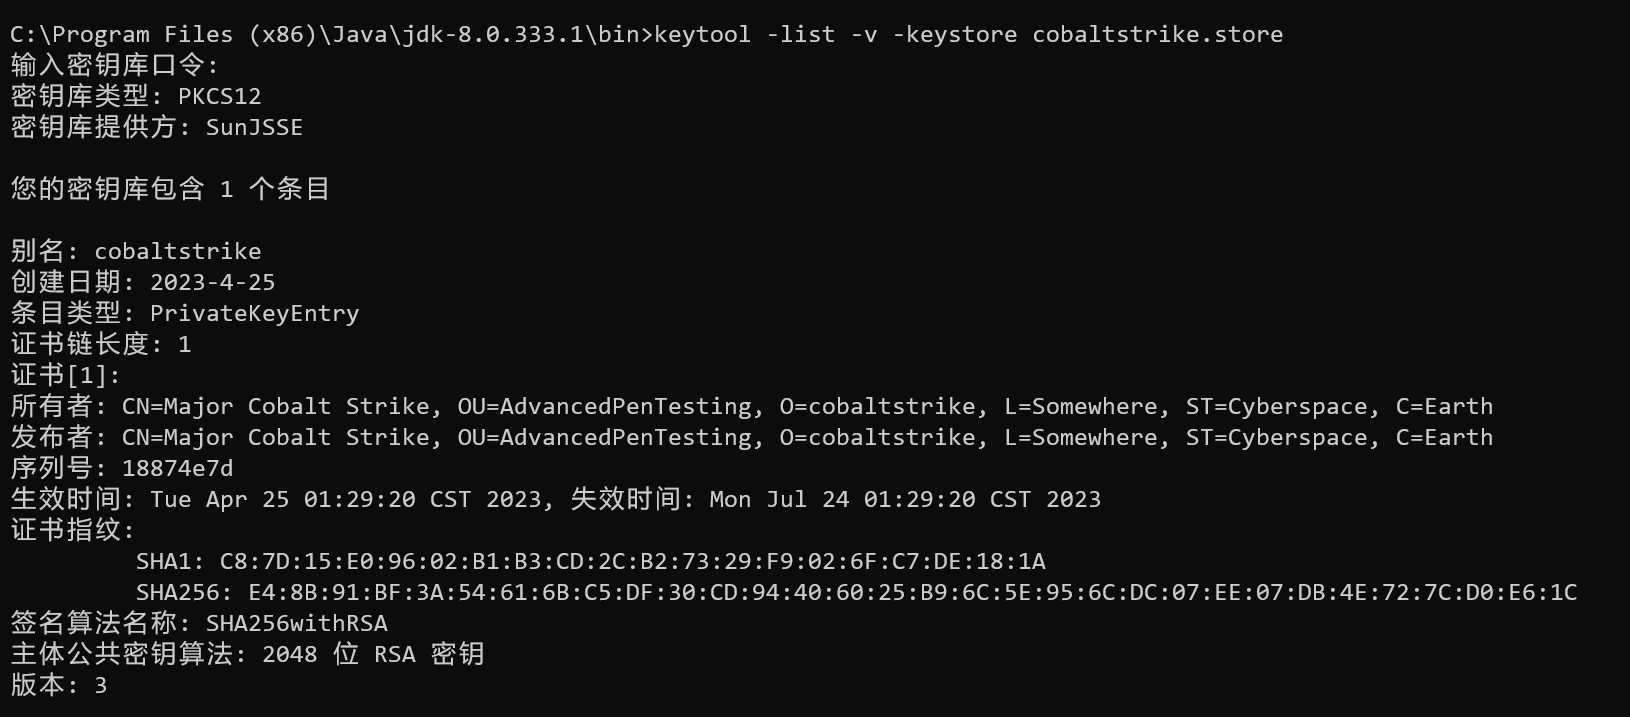 C:\Program Files (x86)\Java\jdk-8.0.333.1\bin>keytool -list -v -keystore cobaltstrike.store
输入密钥库口令:
密钥库类型: PKCS12
密钥库提供方: SunJSSE
您的密钥库包含 1 个条目
别名: cobaltstrike
创建日期: 2023-4-25
条目类型: PrivateKeyEntry
证书链长度: 1
证书[1]:
所有者: CN=Major Cobalt Strike, OU=AdvancedPenTesting, O=cobaltstrike, L=Somewhere, ST=Cyberspace, C=Earth
发布者: CN=Major Cobalt Strike, OU=AdvancedPenTesting, O=cobaltstrike, L=Somewhere, ST=Cyberspace, C=Earth
序列号: 18874e7d
生效时间: Tue Apr 25 01:29:20 CST 2023, 失效时间: Mon Jul 24 01:29:20 CST 2023
证书指纹:
SHA1: C8:7D:15:E0:96:02:B1:B3:CD:2C:B2:73:29:F9:02:6F:C7:DE:18:1A
SHA256: E4:8B:91:BF:3A:54:61:6B:C5:DF:30:CD:94:40:60:25:B9:6C:5E:95:6C:DC:07:EE:07:DB:4E:72:7C:D0:E6:1C
签名算法名称: SHA256withRSA
主体公共密钥算法: 2048 位 RSA 密钥
版本: 3